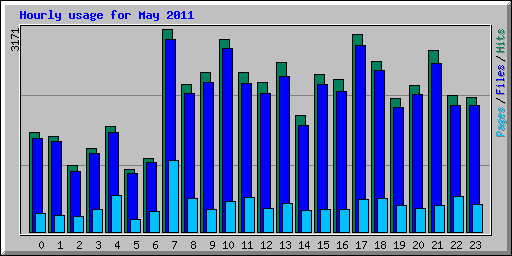 Hourly usage for May 2011
3171
Pages/Files/Hits
0 1 2 3 4 5 6 7 8 9 10 11 12 13 14 15 16 17 18 19 20 21 22 23